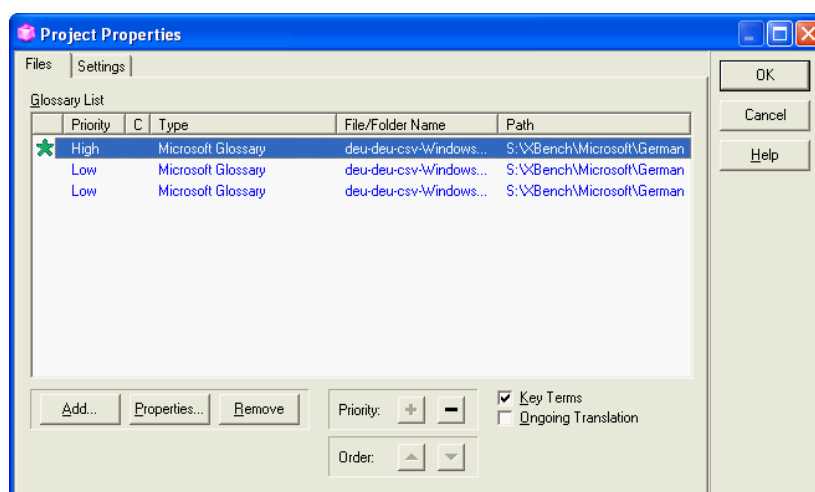 Project Properties
Files Settings
OK
Glossary List
Cancel
Priority C Type File/Folder Name Path
High Microsoft Glossary deu-deu-csv-Windows... S:\XBench\Microsoft\German
Help
Low Microsoft Glossary deu-deu-csv-Windows... S:\XBench\Microsoft\German
Low Microsoft Glossary deu-deu-csv-Windows... S:\XBench\Microsoft\German
Add... Properties... Remove Priority: + - Key Terms
Ongoing Translation
Order: